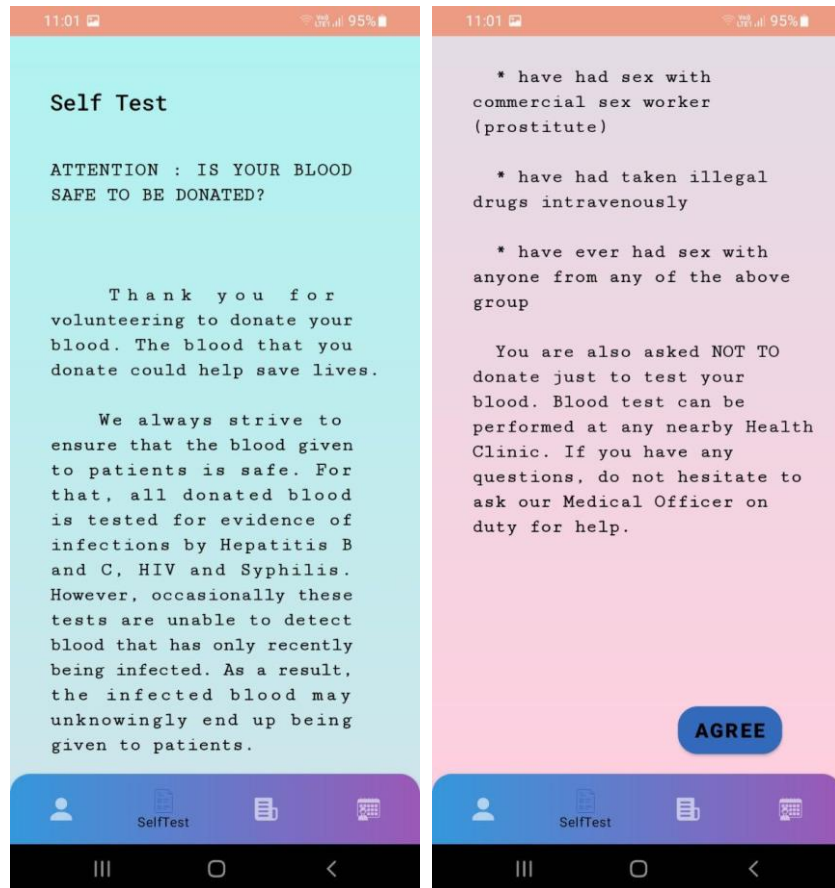 11:01
95%
Self Test
ATTENTION : IS YOUR BLOOD
SAFE TO BE DONATED?
Thank you for
volunteering to donate your
blood. The blood that you
donate could help save lives.
We always strive to
ensure that the blood given
to patients is safe. For
that, all donated blood
is tested for evidence of
infections by Hepatitis B
and C, HIV and Syphilis.
However, occasionally these
tests are unable to detect
blood that has only recently
being infected. As a result,
the infected blood may
unknowingly end up being
given to patients.
SelfTest
11:01
95%
* have had sex with
commercial sex worker
(prostitute)
* have had taken illegal
drugs intravenously
* have ever had sex with
anyone from any of the above
group
You are also asked NOT TO
donate just to test your
blood. Blood test can be
performed at any nearby Health
Clinic. If you have any
questions, do not hesitate to
ask our Medical Officer on
duty for help.
AGREE
SelfTest